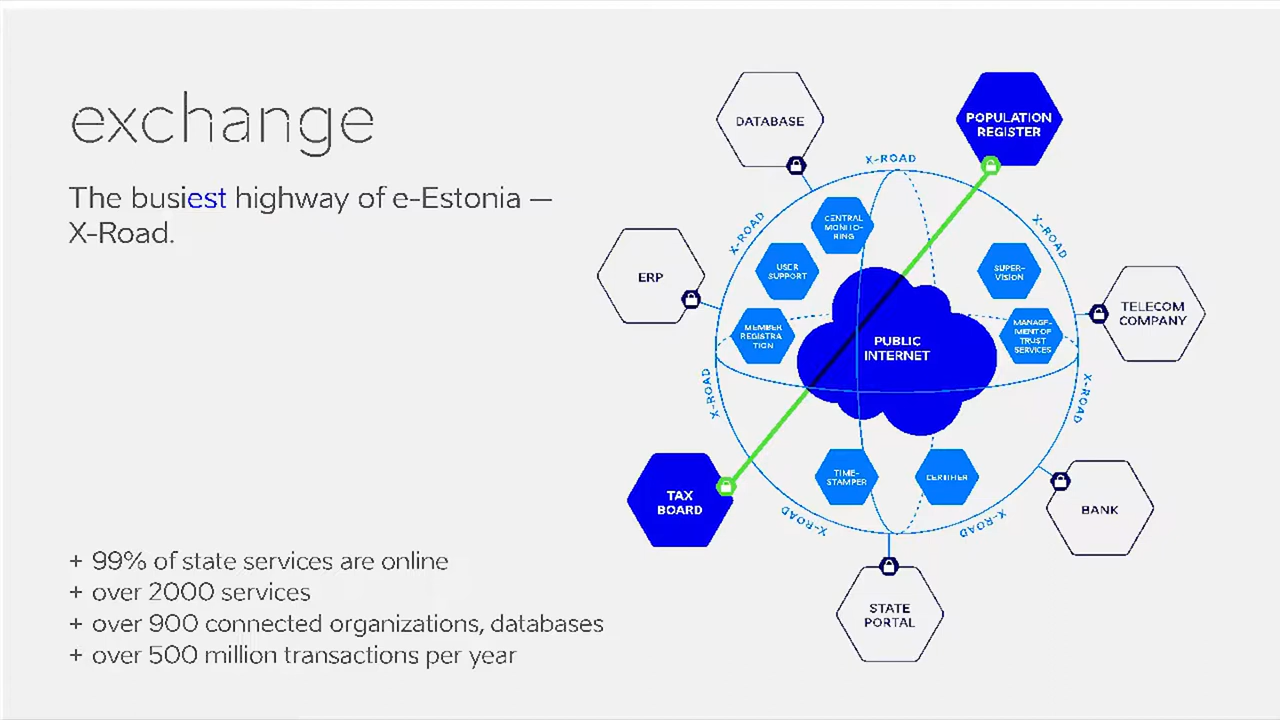 exchange
The busiest highway of e-Estonia —
X-Road.
+ 99% of state services are online
+ over 2000 services
+ over 900 connected organizations, databases
+ over 500 million transactions per year
DATABASE
POPULATION
REGISTER
X-ROAD
X-ROAD
X-ROAD
CENTRAL
MONITO-
RING
USER
SUPPORT
SUPER-
VISION
ERP
TELECOM
COMPANY
MEMBER
REGISTRA
TION
MANAGE-
MENT OF
TRUST
SERVICES
PUBLIC
INTERNET
X-ROAD
X-ROAD
TAX
BOARD
TIME-
STAMPER
CERTIFIER
BANK
X-ROAD
X-ROAD
STATE
PORTAL